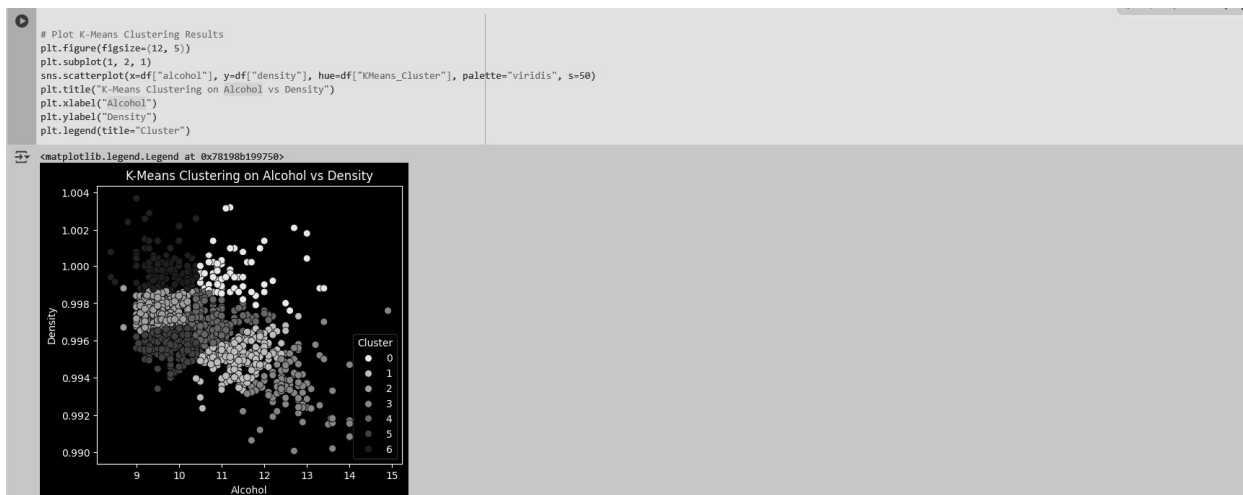 # Plot K-Means Clustering Results
plt.figure(figsize=(12, 5))
plt.subplot(1, 2, 1)
sns.scatterplot(x=df["alcohol"], y=df["density"], hue=df["KMeans_Cluster"], palette="viridis", s=50)
plt.title("K-Means Clustering on Alcohol vs Density")
plt.xlabel("Alcohol")
plt.ylabel("Density")
plt.legend(title="Cluster")
<matplotlib.legend.Legend at 0x78198b199750>
K-Means Clustering on Alcohol vs Density
1.004
1.002
1.000
0.998
0.996
0.994
0.992
0.990
Density
Cluster
0
1
2
3
4
5
6
9 10 11 12 13 14 15
Alcohol